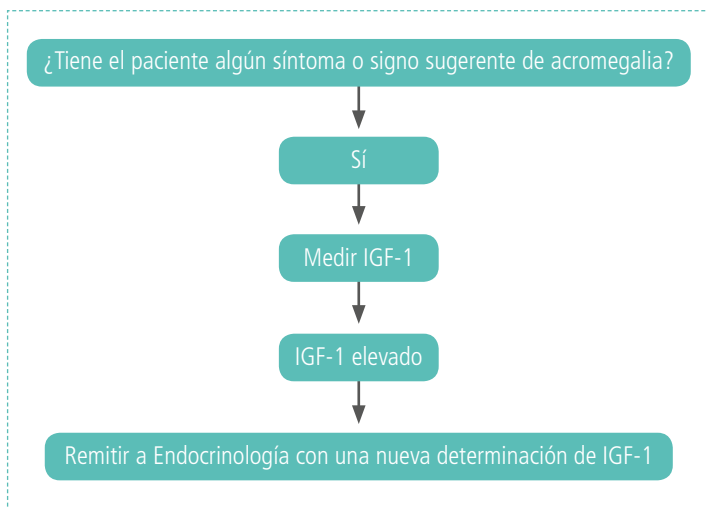 ¿Tiene el paciente algún síntoma o signo sugerente de acromegalia?
Sí
Medir IGF-1
IGF-1 elevado
Remitir a Endocrinología con una nueva determinación de IGF-1